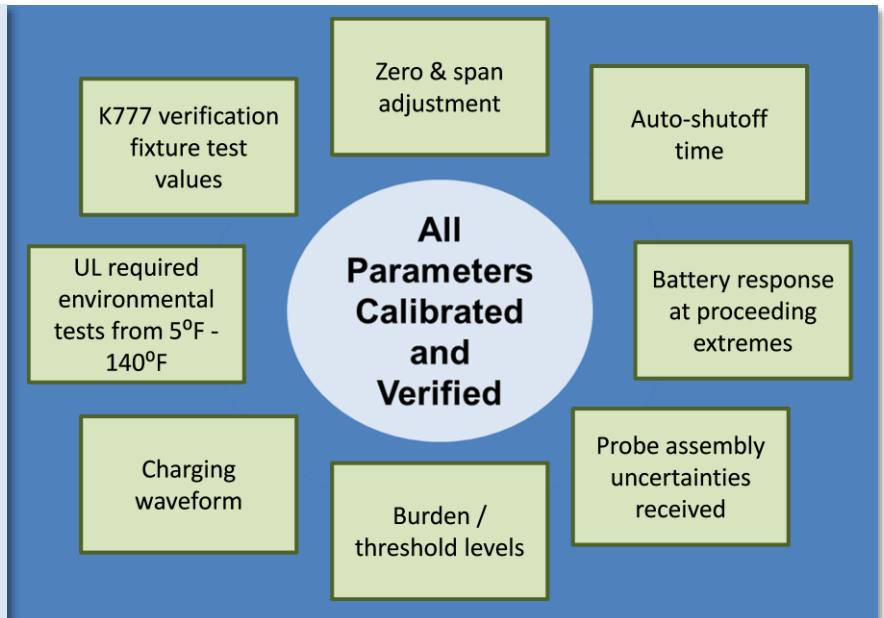 Zero & span
adjustment
Auto-shutoff
time
Battery response
at proceeding
extremes
Probe assembly
uncertainties
received
Burden /
threshold levels
Charging
waveform
UL required
environmental
tests from 5⁰F -
140⁰F
K777 verification
fixture test
values
All
Parameters
Calibrated
and
Verified